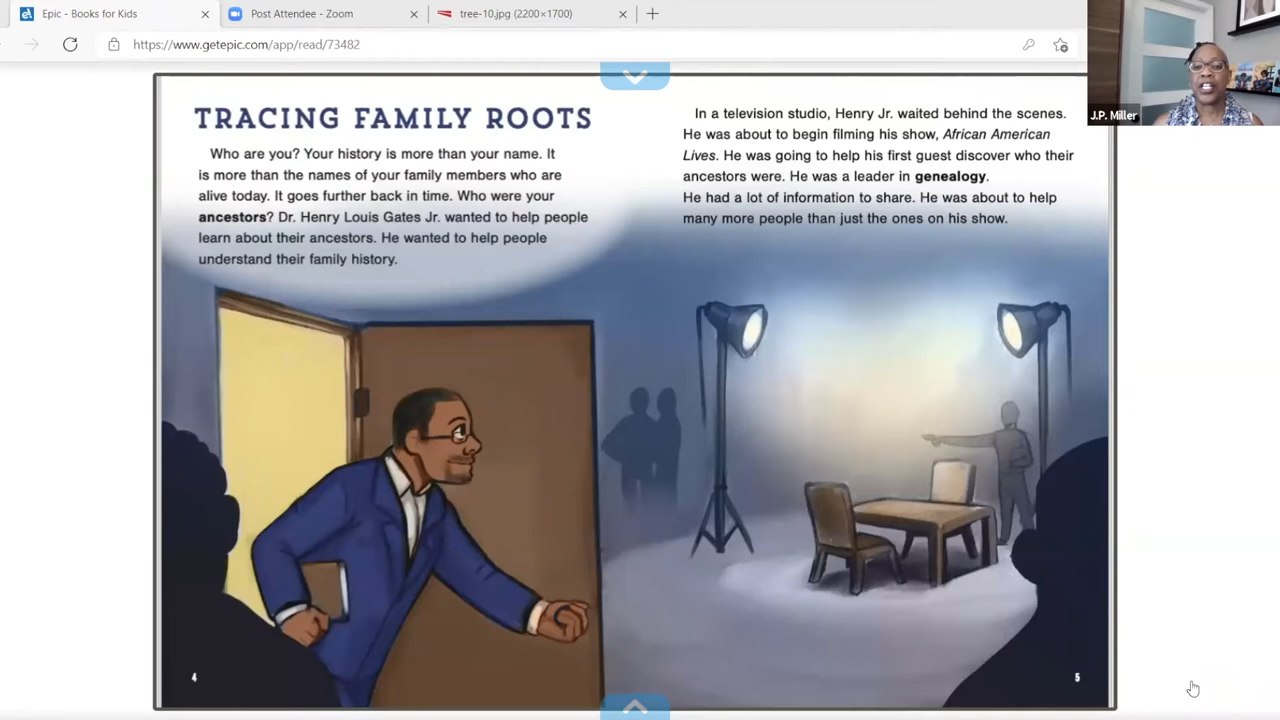 Epic - Books for Kids
Post Attendee - Zoom
tree-10.jpg (2200×1700)
https://www.getepic.com/app/read/73482
J.P. Miller
TRACING FAMILY ROOTS
Who are you? Your history is more than your name. It
is more than the names of your family members who are
alive today. It goes further back in time. Who were your
ancestors? Dr. Henry Louis Gates Jr. wanted to help people
learn about their ancestors. He wanted to help people
understand their family history.
In a television studio, Henry Jr. waited behind the scenes.
He was about to begin filming his show, African American
Lives. He was going to help his first guest discover who their
ancestors were. He was a leader in genealogy.
He had a lot of information to share. He was about to help
many more people than just the ones on his show.
4
5